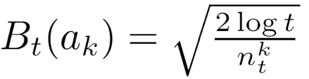 $B_t(a_k) = \sqrt{\frac{2 \log t}{n_t^k}}$